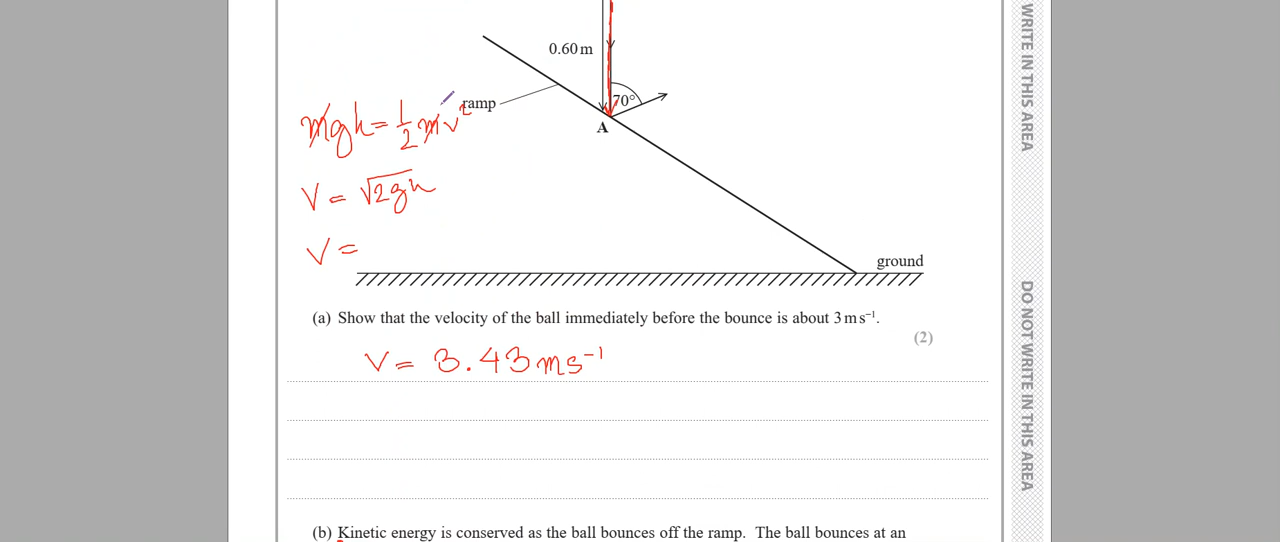 WRITE IN THIS AREA
0.60 m
70°
ramp
A
mgh = 1/2 mv²
V = √2gh
V =
ground
(a) Show that the velocity of the ball immediately before the bounce is about 3 m s⁻¹.
(2)
V = 3.43 ms⁻¹
DO NOT WRITE IN THIS AREA
(b) Kinetic energy is conserved as the ball bounces off the ramp. The ball bounces at an